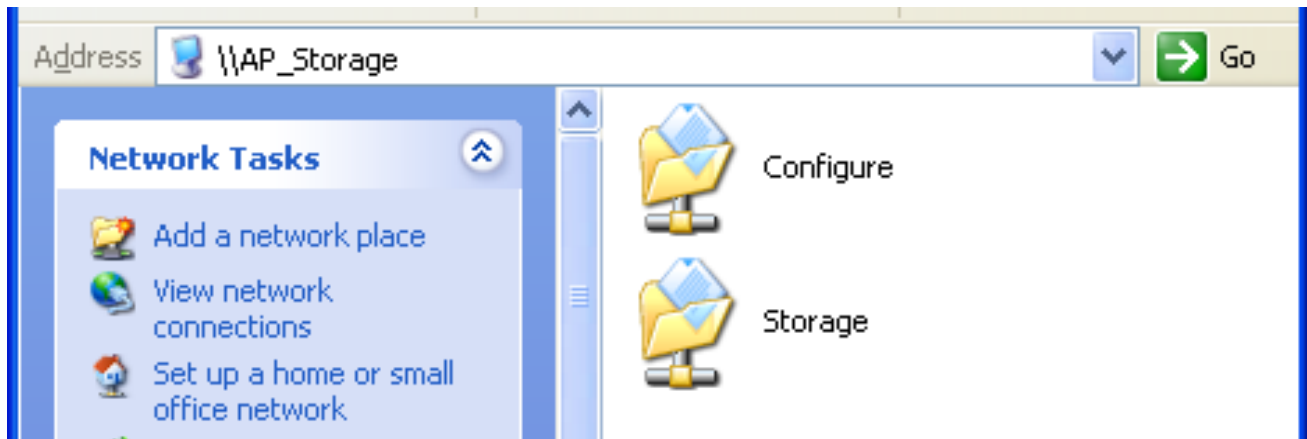 Address \\AP_Storage Go
Network Tasks
Add a network place
View network
connections
Set up a home or small
office network
Configure
Storage